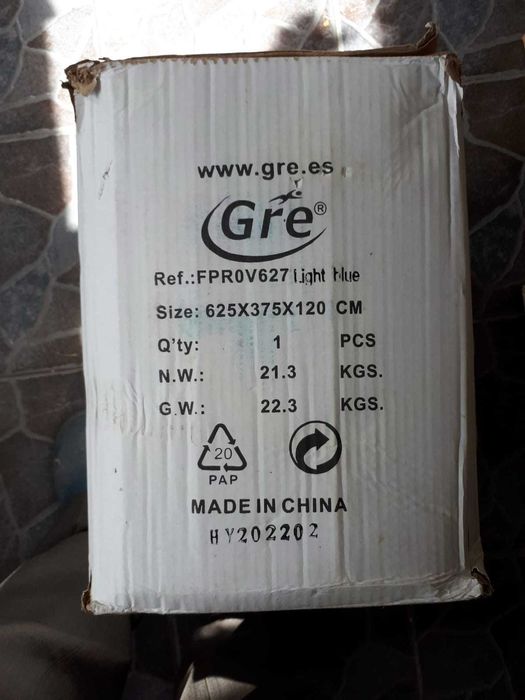 www.gre.es
Gre®
Ref.:FPR0V627 Light blue
Size: 625X375X120 CM
Q'ty: 1 PCS
N.W.: 21.3 KGS.
G.W.: 22.3 KGS.
20
PAP
MADE IN CHINA
HY202202